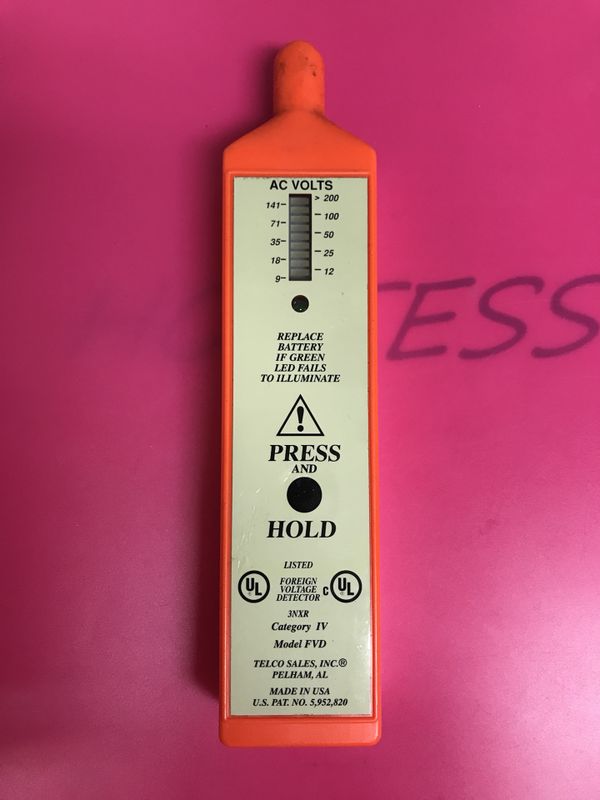 AC VOLTS
141- > 200
71- - 100
35- - 50
18- - 25
9- - 12
REPLACE
BATTERY
IF GREEN
LED FAILS
TO ILLUMINATE
!
PRESS
AND
HOLD
LISTED
UL FOREIGN C UL
VOLTAGE
DETECTOR
3NXR
Category IV
Model FVD
TELCO SALES, INC.®
PELHAM, AL
MADE IN USA
U.S. PAT. NO. 5,952,820